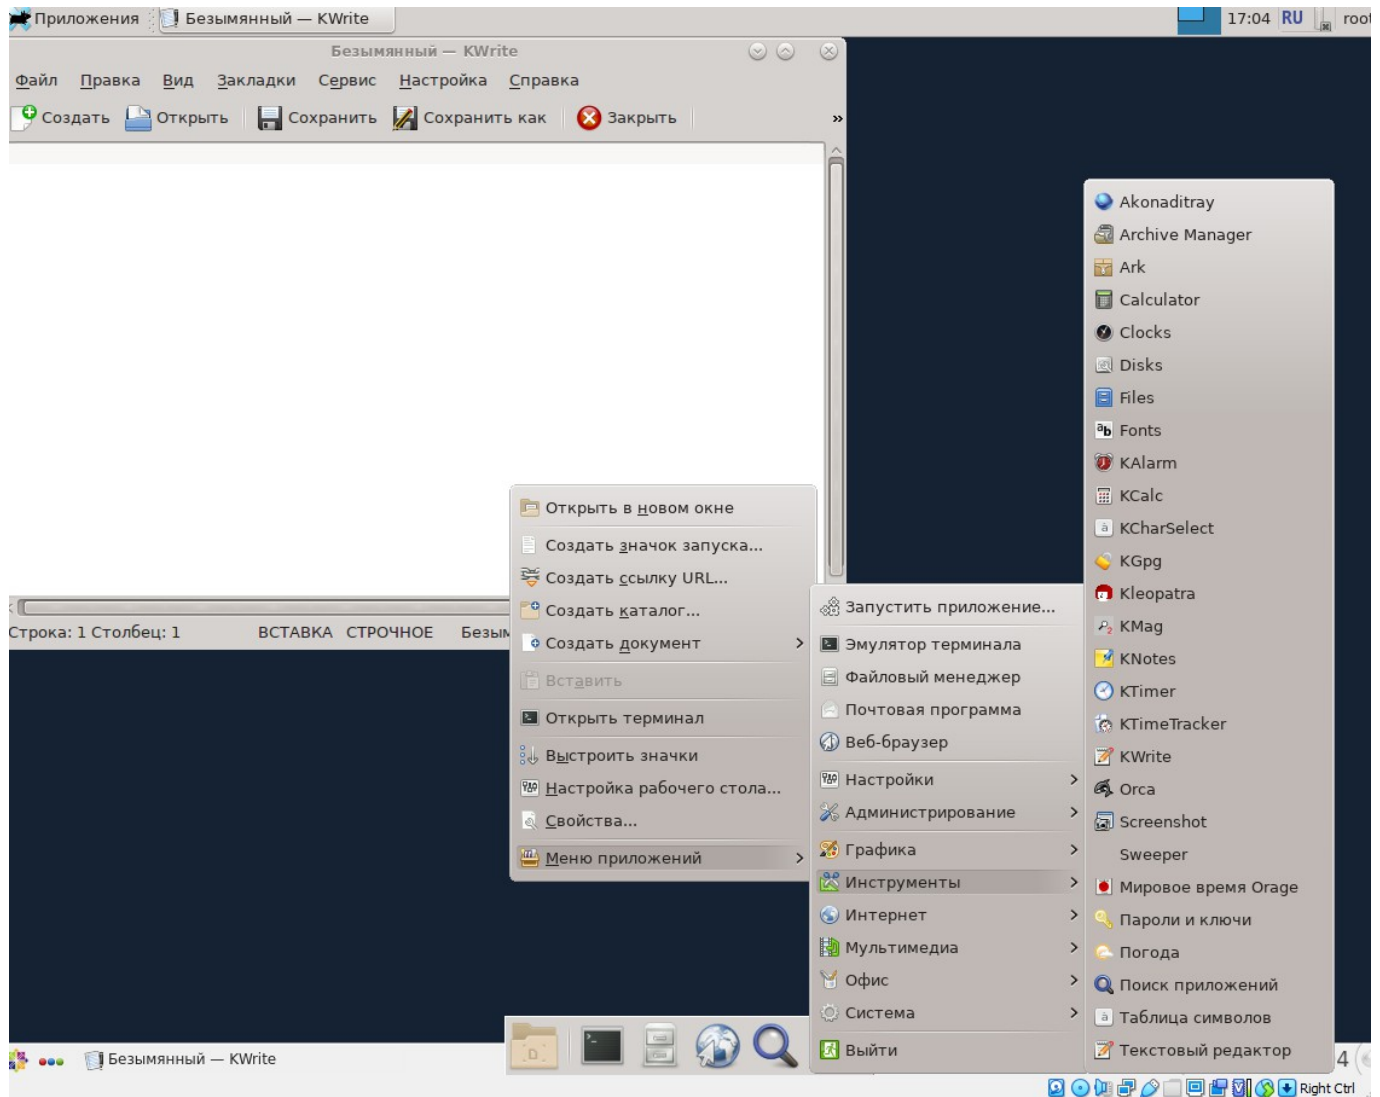 Приложения
Безымянный — KWrite
17:04
RU
root
Безымянный — KWrite
Файл Правка Вид Закладки Сервис Настройка Справка
Создать Открыть Сохранить Сохранить как Закрыть »
Строка: 1 Столбец: 1 ВСТАВКА СТРОЧНОЕ Безым
Открыть в новом окне
Создать значок запуска...
Создать ссылку URL...
Создать каталог...
Создать документ
Вставить
Открыть терминал
Выстроить значки
Настройка рабочего стола...
Свойства...
Меню приложений
Запустить приложение...
Эмулятор терминала
Файловый менеджер
Почтовая программа
Веб-браузер
Настройки
Администрирование
Графика
Инструменты
Интернет
Мультимедиа
Офис
Система
Выйти
Akonaditray
Archive Manager
Ark
Calculator
Clocks
Disks
Files
Fonts
KAlarm
KCalc
KCharSelect
KGpg
Kleopatra
KMag
KNotes
KTimer
KTimeTracker
KWrite
Orca
Screenshot
Sweeper
Мировое время Orage
Пароли и ключи
Погода
Поиск приложений
Таблица символов
Текстовый редактор
Безымянный — KWrite
4
Right Ctrl